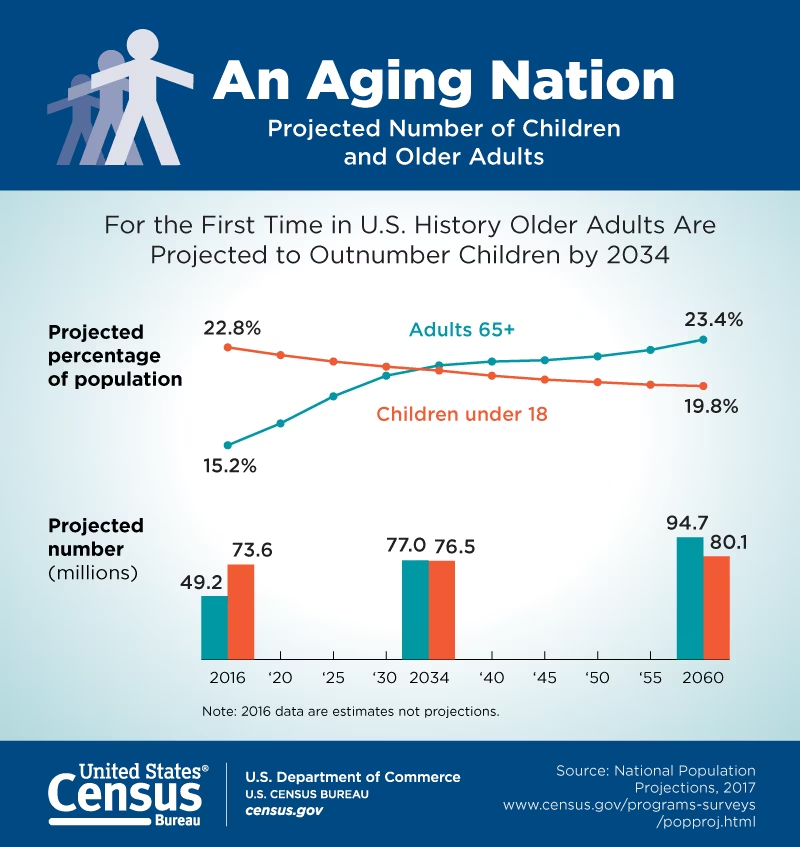 An Aging Nation
Projected Number of Children
and Older Adults
For the First Time in U.S. History Older Adults Are
Projected to Outnumber Children by 2034
Projected
percentage
of population
22.8%
Adults 65+
23.4%
Children under 18
19.8%
15.2%
Projected
number
(millions)
49.2
73.6
77.0
76.5
94.7
80.1
2016 ‘20 ‘25 ‘30 2034 ‘40 ‘45 ‘50 ‘55 2060
Note: 2016 data are estimates not projections.
United States®
Census
Bureau
U.S. Department of Commerce
U.S. CENSUS BUREAU
census.gov
Source: National Population
Projections, 2017
www.census.gov/programs-surveys
/popproj.html